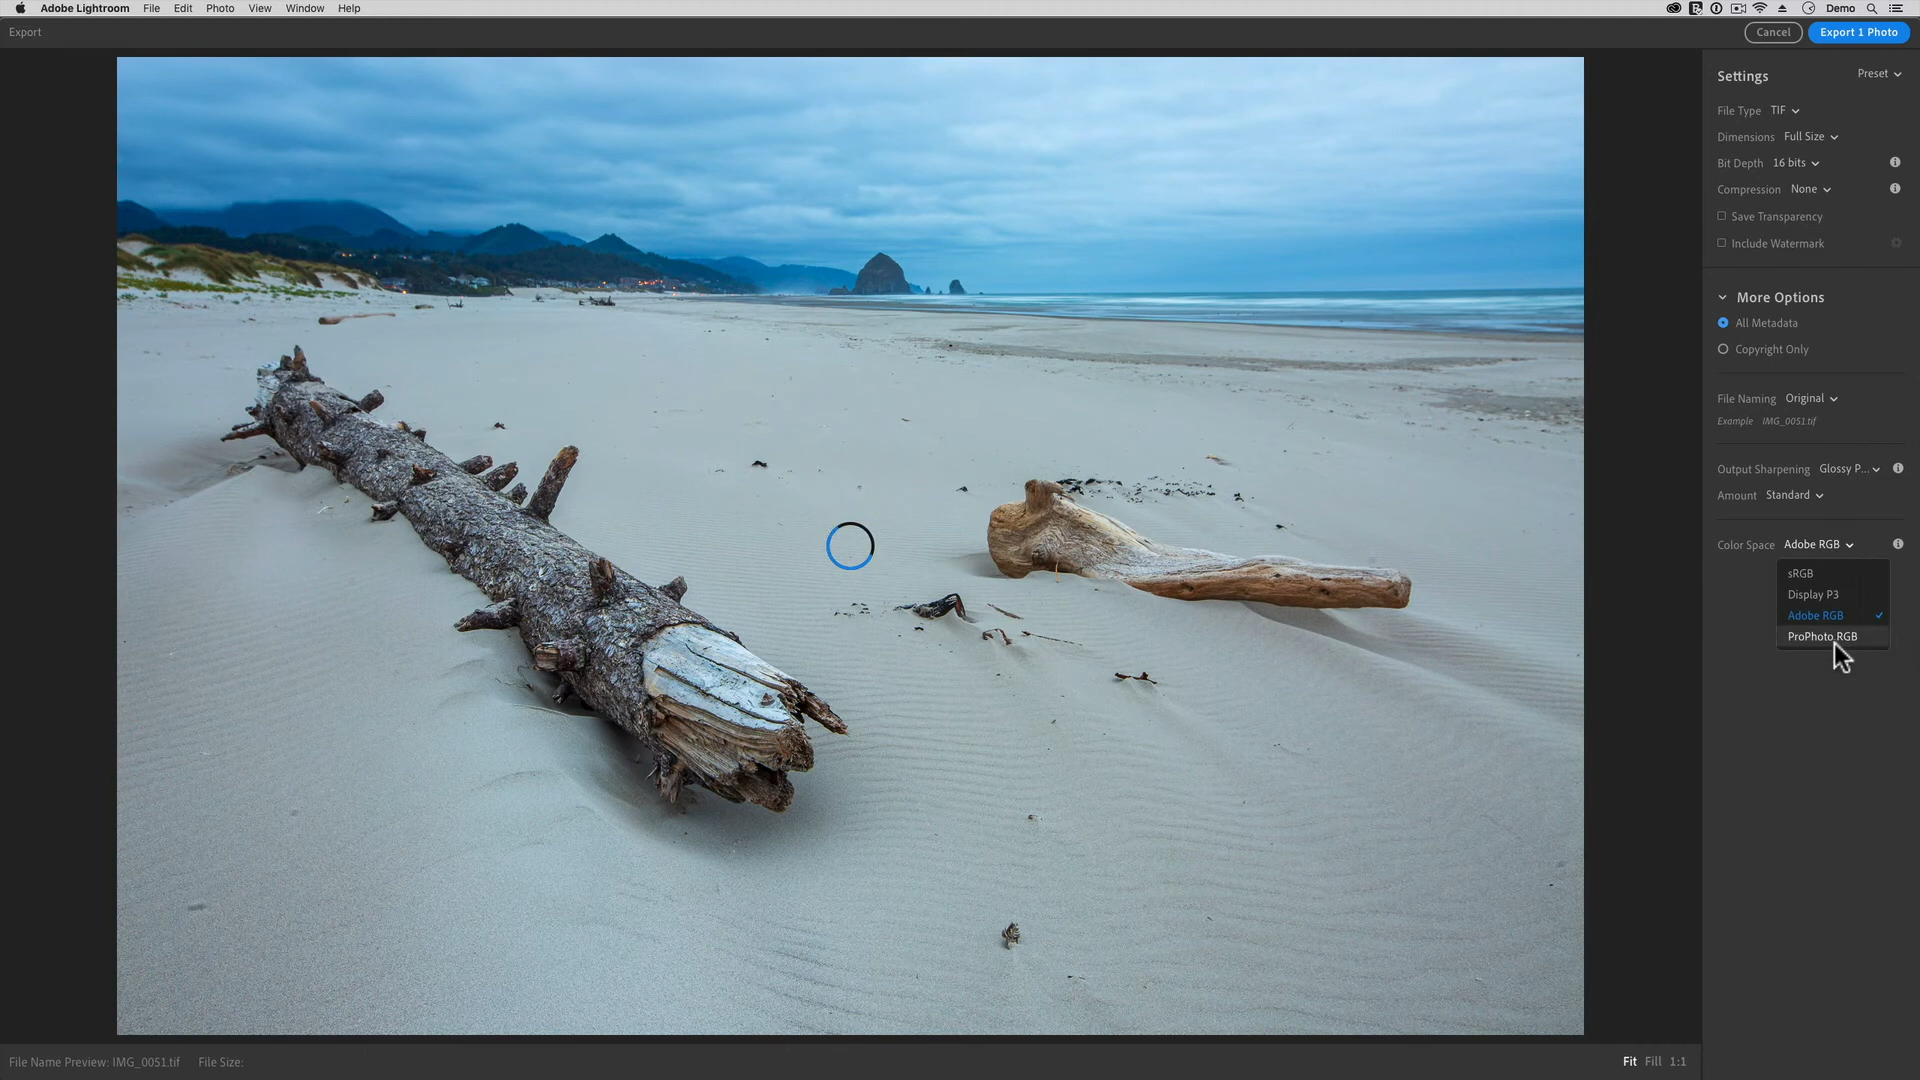 Adobe Lightroom File Edit Photo View Window Help Demo
Export Cancel Export 1 Photo
Settings Preset
File Type TIF
Dimensions Full Size
Bit Depth 16 bits
Compression None
Save Transparency
Include Watermark
More Options
All Metadata
Copyright Only
File Naming Original
Example IMG_0051.tif
Output Sharpening Glossy P...
Amount Standard
Color Space Adobe RGB
sRGB
Display P3
Adobe RGB
ProPhoto RGB
File Name Preview: IMG_0051.tif File Size: Fit Fill 1:1